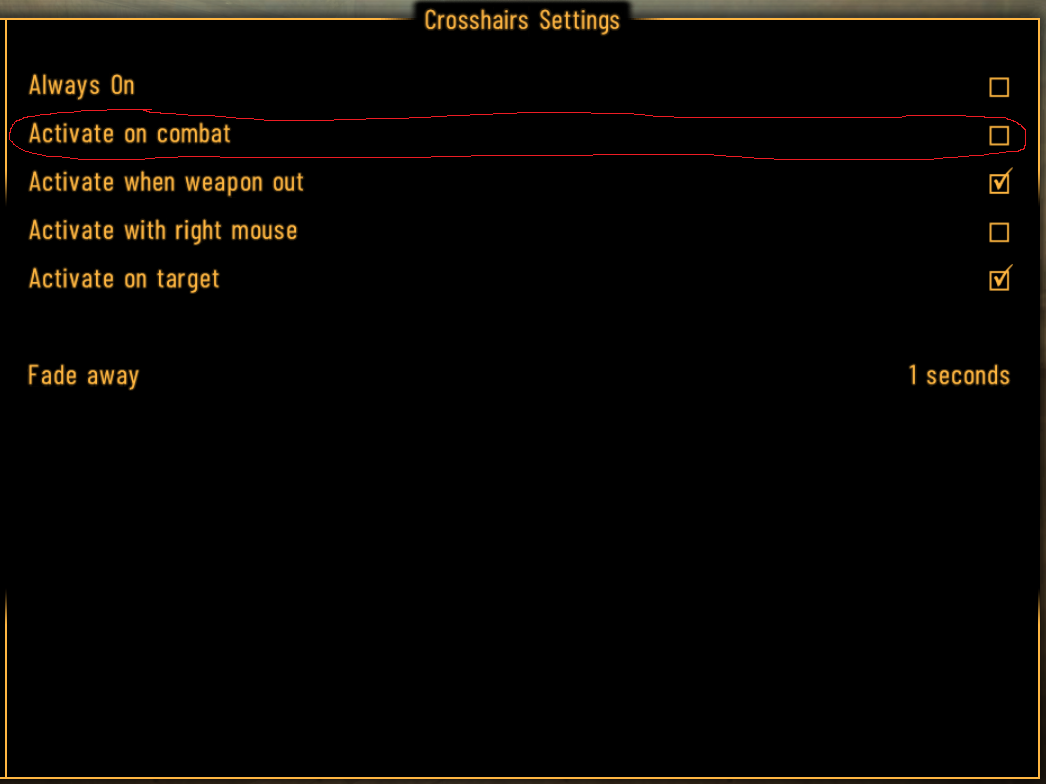 Crosshairs Settings
Always On
Activate on combat
Activate when weapon out
Activate with right mouse
Activate on target
Fade away 1 seconds